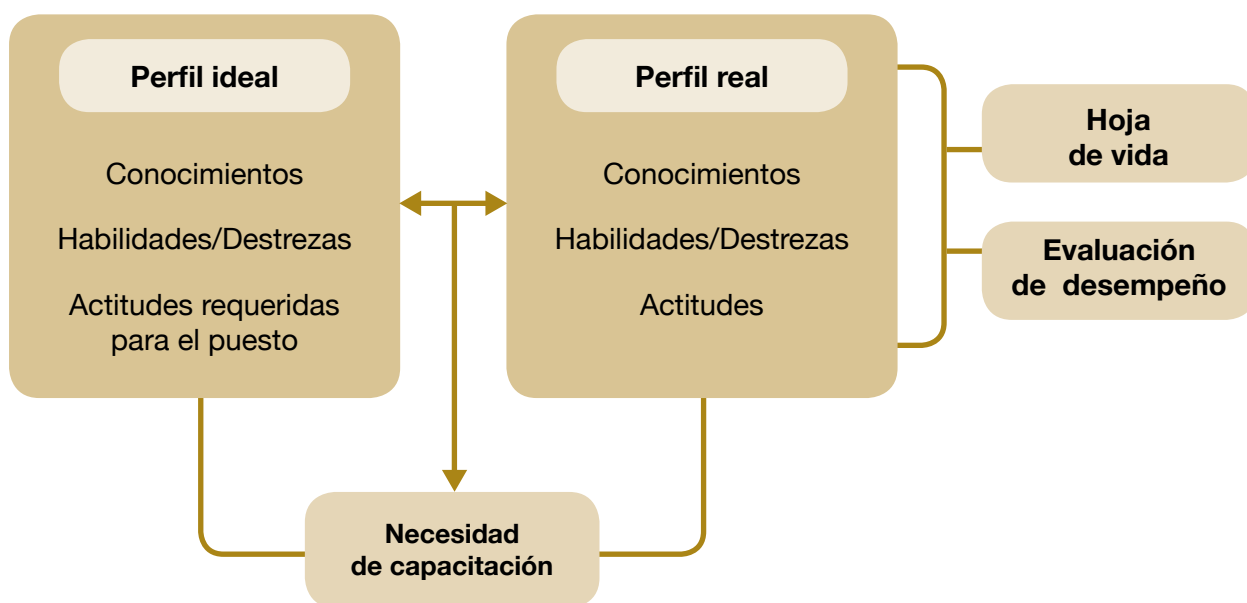 Perfil ideal
Conocimientos
Habilidades/Destrezas
Actitudes requeridas
para el puesto
Perfil real
Conocimientos
Habilidades/Destrezas
Actitudes
Hoja
de vida
Evaluación
de desempeño
Necesidad
de capacitación